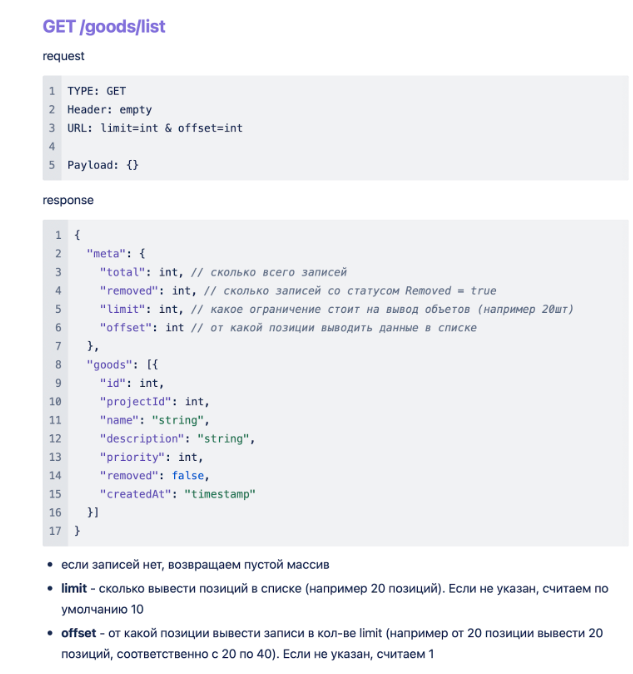 GET /goods/list
request
1 TYPE: GET
2 Header: empty
3 URL: limit=int & offset=int
4
5 Payload: {}
response
1 {
2 "meta": {
3 "total": int, // сколько всего записей
4 "removed": int, // сколько записей со статусом Removed = true
5 "limit": int, // какое ограничение стоит на вывод объетов (например 20шт)
6 "offset": int // от какой позиции выводить данные в списке
7 },
8 "goods": [{
9 "id": int,
10 "projectId": int,
11 "name": "string",
12 "description": "string",
13 "priority": int,
14 "removed": false,
15 "createdAt": "timestamp"
16 }]
17 }
• если записей нет, возвращаем пустой массив
• limit - сколько вывести позиций в списке (например 20 позиций). Если не указан, считаем по
умолчанию 10
• offset - от какой позиции вывести записи в кол-ве limit (например от 20 позиции вывести 20
позиций, соответственно с 20 по 40). Если не указан, считаем 1